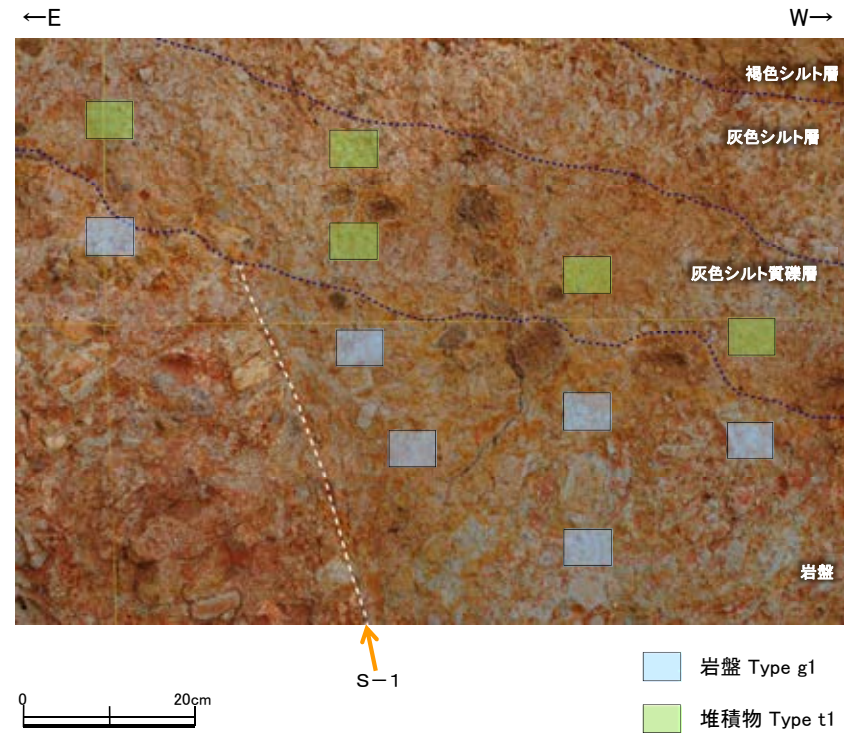 ←E
W→
褐色シルト層
灰色シルト層
灰色シルト質礫層
岩盤
S－1
岩盤 Type g1
堆積物 Type t1
0
20cm